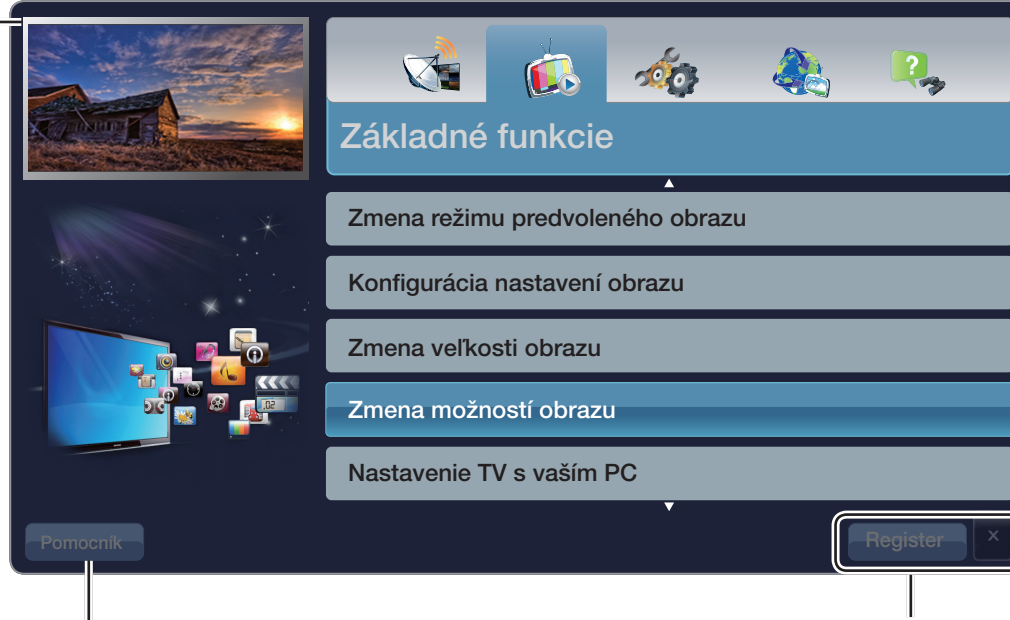 Základné funkcie
Zmena režimu predvoleného obrazu
Konfigurácia nastavení obrazu
Zmena veľkosti obrazu
Zmena možností obrazu
Nastavenie TV s vaším PC
Pomocník
Register
x